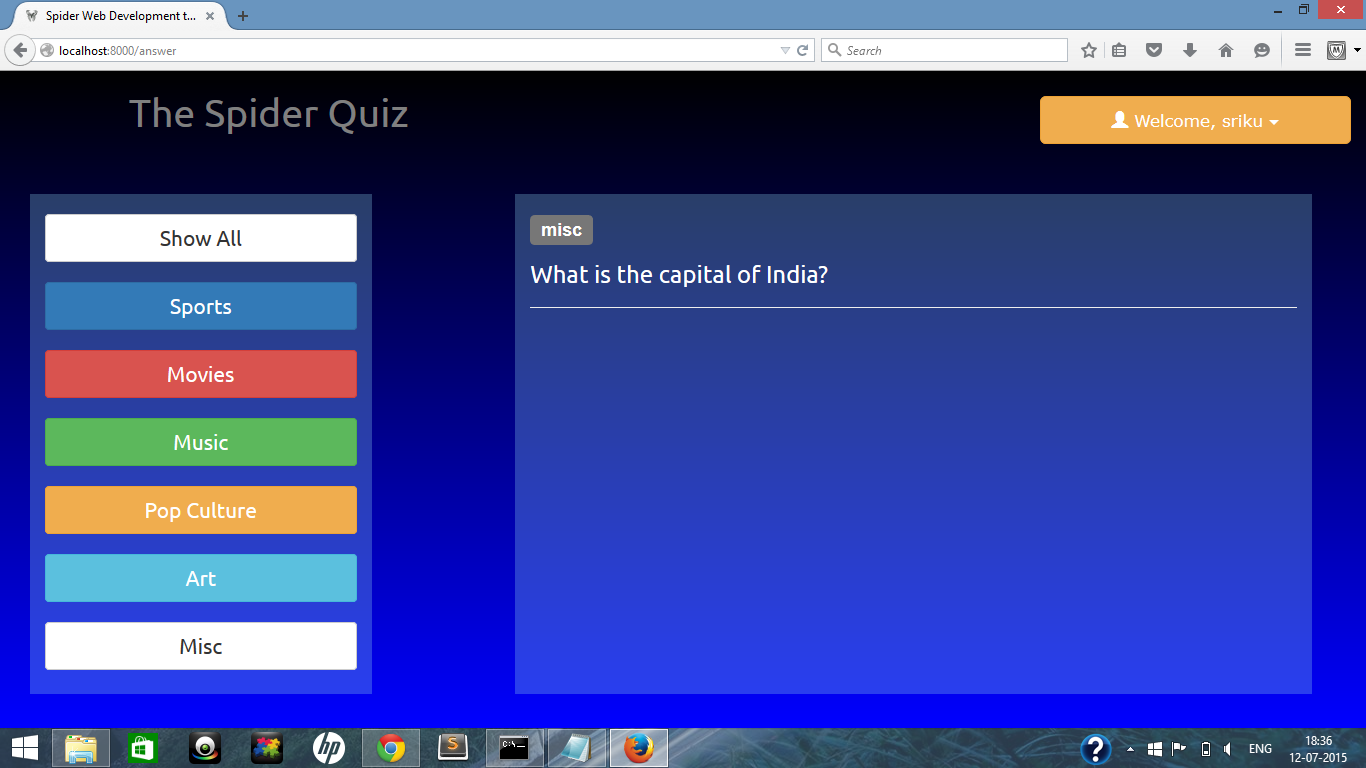 Spider Web Development t...
localhost:8000/answer
Search
The Spider Quiz
Welcome, sriku
Show All
Sports
Movies
Music
Pop Culture
Art
Misc
misc
What is the capital of India?
hp
C:\.
S
?
ENG
18:36
12-07-2015